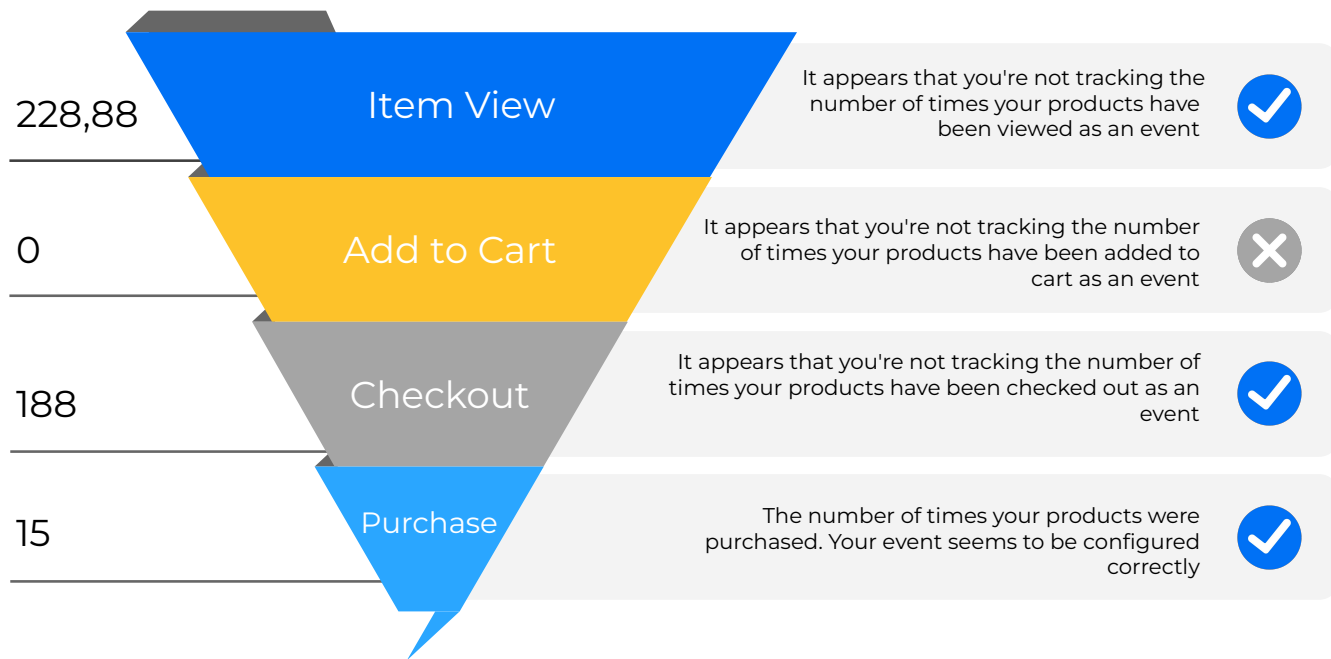 228,88
Item View
It appears that you're not tracking the
number of times your products have
been viewed as an event
0
Add to Cart
It appears that you're not tracking the number
of times your products have been added to
cart as an event
188
Checkout
It appears that you're not tracking the number of
times your products have been checked out as an
event
15
Purchase
The number of times your products were
purchased. Your event seems to be configured
correctly